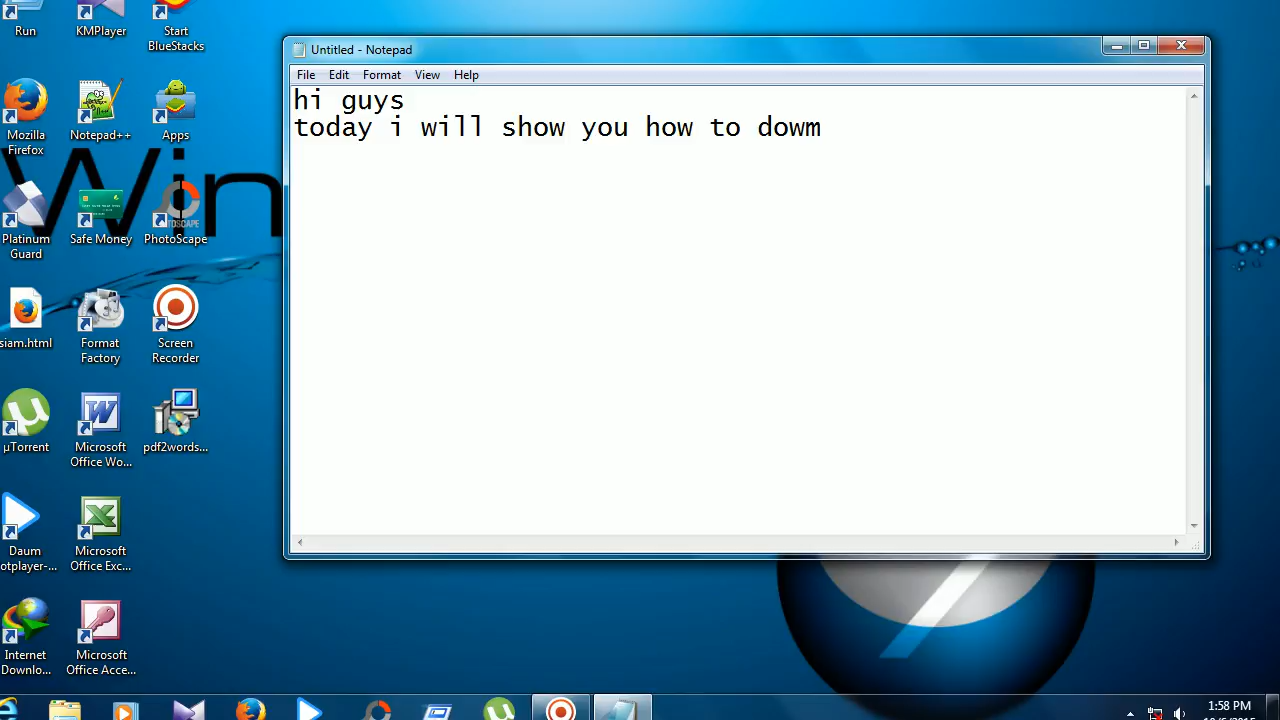 Run
KMPlayer
Start
BlueStacks
Untitled - Notepad
File Edit Format View Help
hi guys
today i will show you how to dowm
Mozilla
Firefox
Notepad++
Apps
Win
Platinum
Guard
Safe Money
PhotoScape
siam.html
Format
Factory
Screen
Recorder
µTorrent
Microsoft
Office Wo...
pdf2words...
Daum
otplayer-...
Microsoft
Office Exc...
Internet
Downlo...
Microsoft
Office Acce...
7
1:58 PM